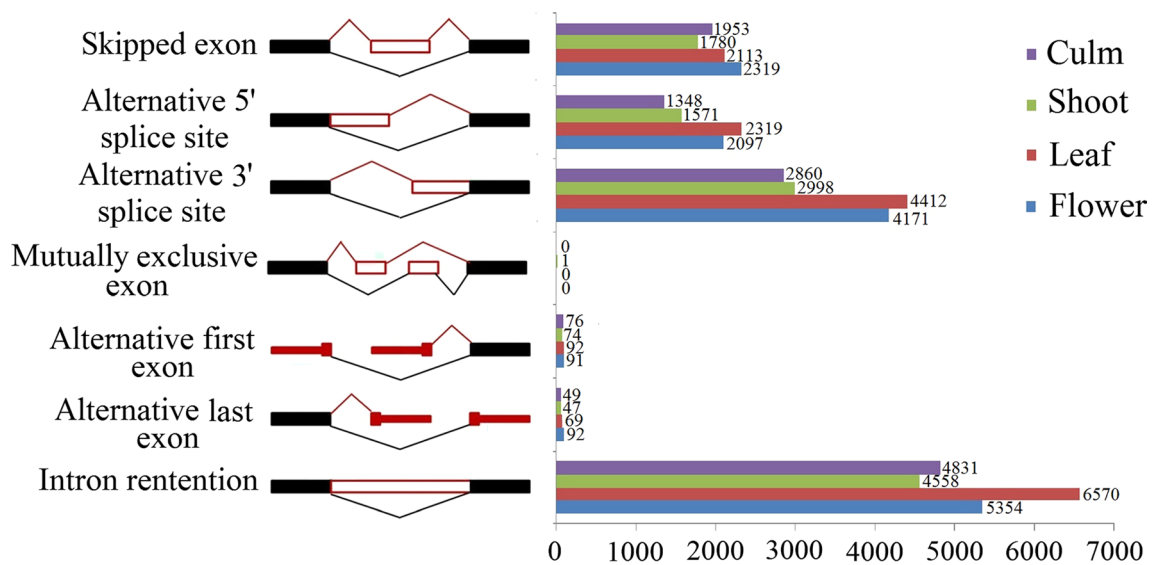 Skipped exon
1953
1780
2113
2319
Alternative 5'
splice site
1348
1571
2319
2097
Alternative 3'
splice site
2860
2998
4412
4171
Mutually exclusive
exon
0
1
0
0
Alternative first
exon
76
74
92
91
Alternative last
exon
49
47
69
92
Intron rentention
4831
4558
6570
5354
0 1000 2000 3000 4000 5000 6000 7000
Culm
Shoot
Leaf
Flower